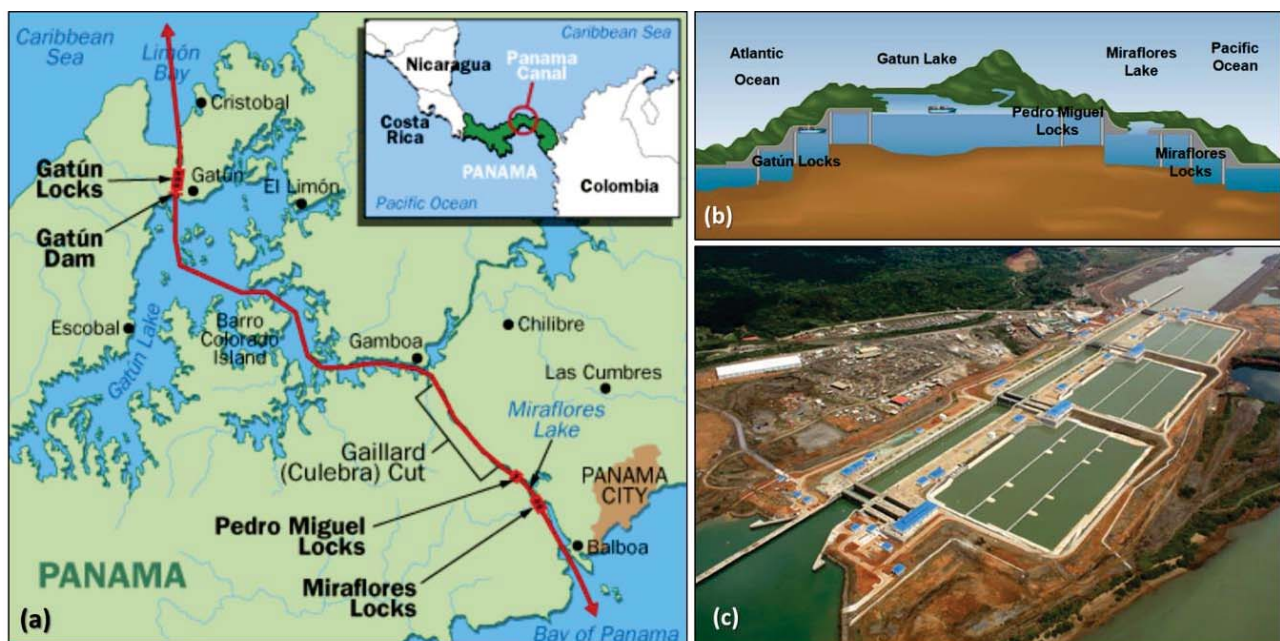 Caribbean
Sea
Limón
Bay
Cristobal
Gatún
Locks
Gatún
El Limón
Gatún
Dam
Escobal
Gatún Lake
Barro
Colorado
Island
Gamboa
Chilibre
Las Cumbres
Miraflores
Lake
Gaillard
(Culebra) Cut
PANAMA
CITY
Pedro Miguel
Locks
Balboa
Miraflores
Locks
PANAMA
Bay of Panama
(a)
Caribbean Sea
Nicaragua
Panama
Canal
Costa
Rica
PANAMA
Colombia
Pacific Ocean
Atlantic
Ocean
Gatun Lake
Miraflores
Lake
Pacific
Ocean
Pedro Miguel
Locks
Gatún Locks
Miraflores
Locks
(b)
(c)